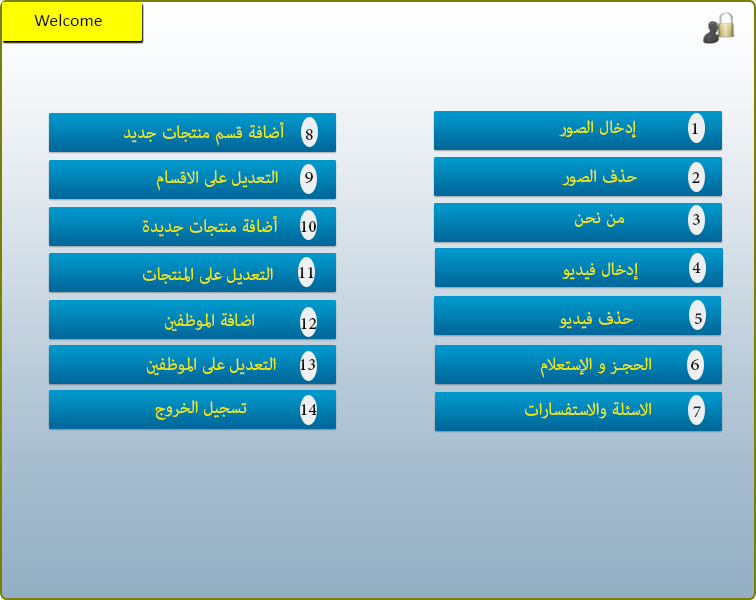 Welcome
1 إدخال الصور
2 حذف الصور
3 من نحن
4 إدخال فيديو
5 حذف فيديو
6 الحجـز و الإستعلام
7 الاسئلة والاستفسارات
8 أضافة قسم منتجات جديد
9 التعديل على الاقسام
10 أضافة منتجات جديدة
11 التعديل على المنتجات
12 اضافة الموظفين
13 التعديل على الموظفين
14 تسجيل الخروج